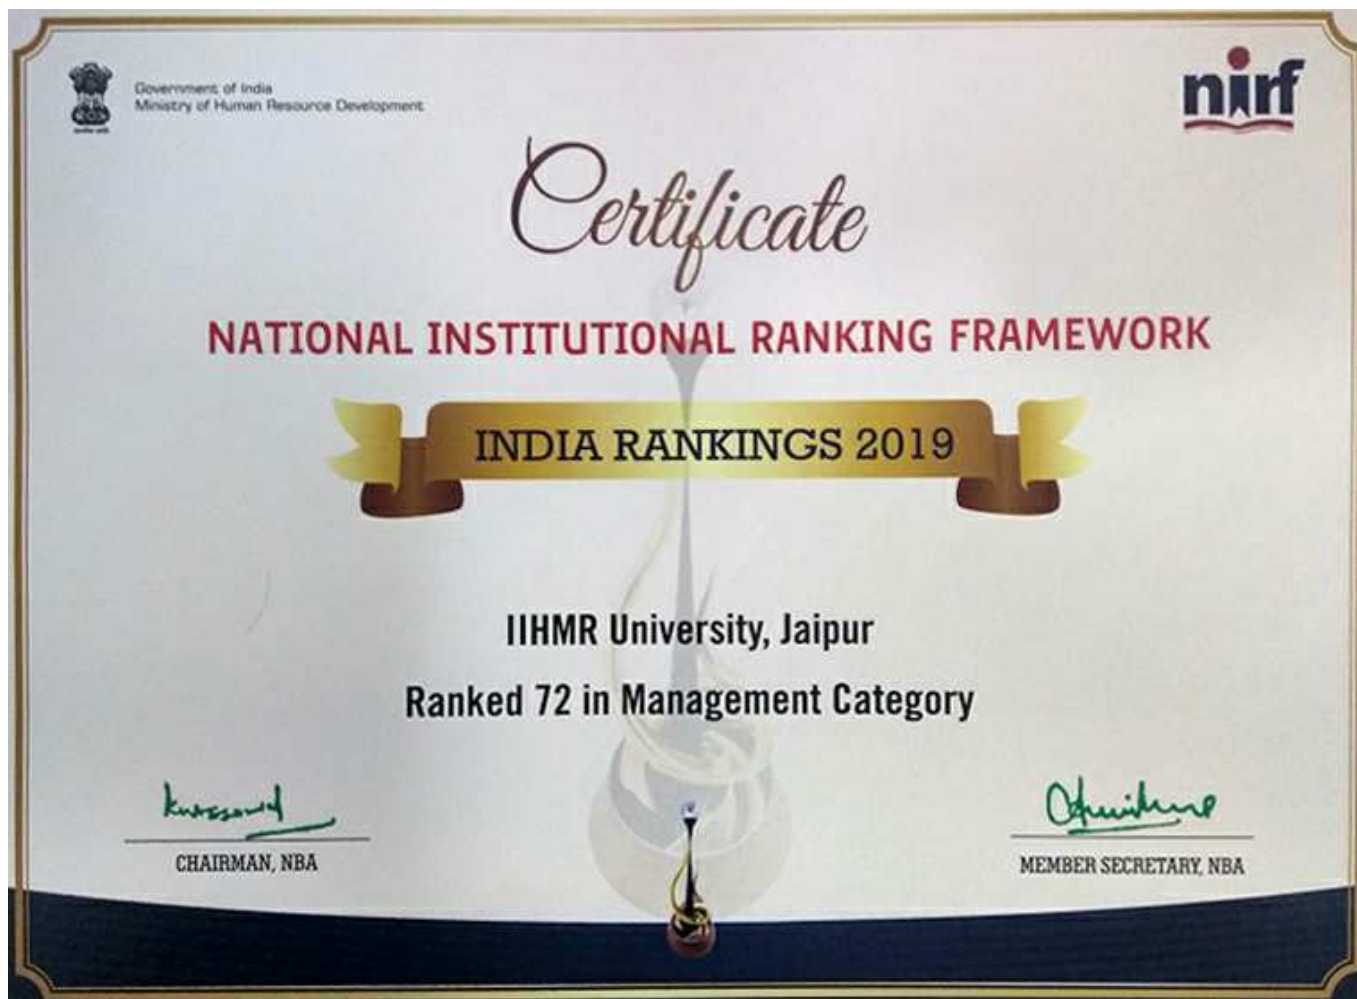 Government of India
Ministry of Human Resource Development
nirf
Certificate
NATIONAL INSTITUTIONAL RANKING FRAMEWORK
INDIA RANKINGS 2019
IIHMR University, Jaipur
Ranked 72 in Management Category
CHAIRMAN, NBA
MEMBER SECRETARY, NBA